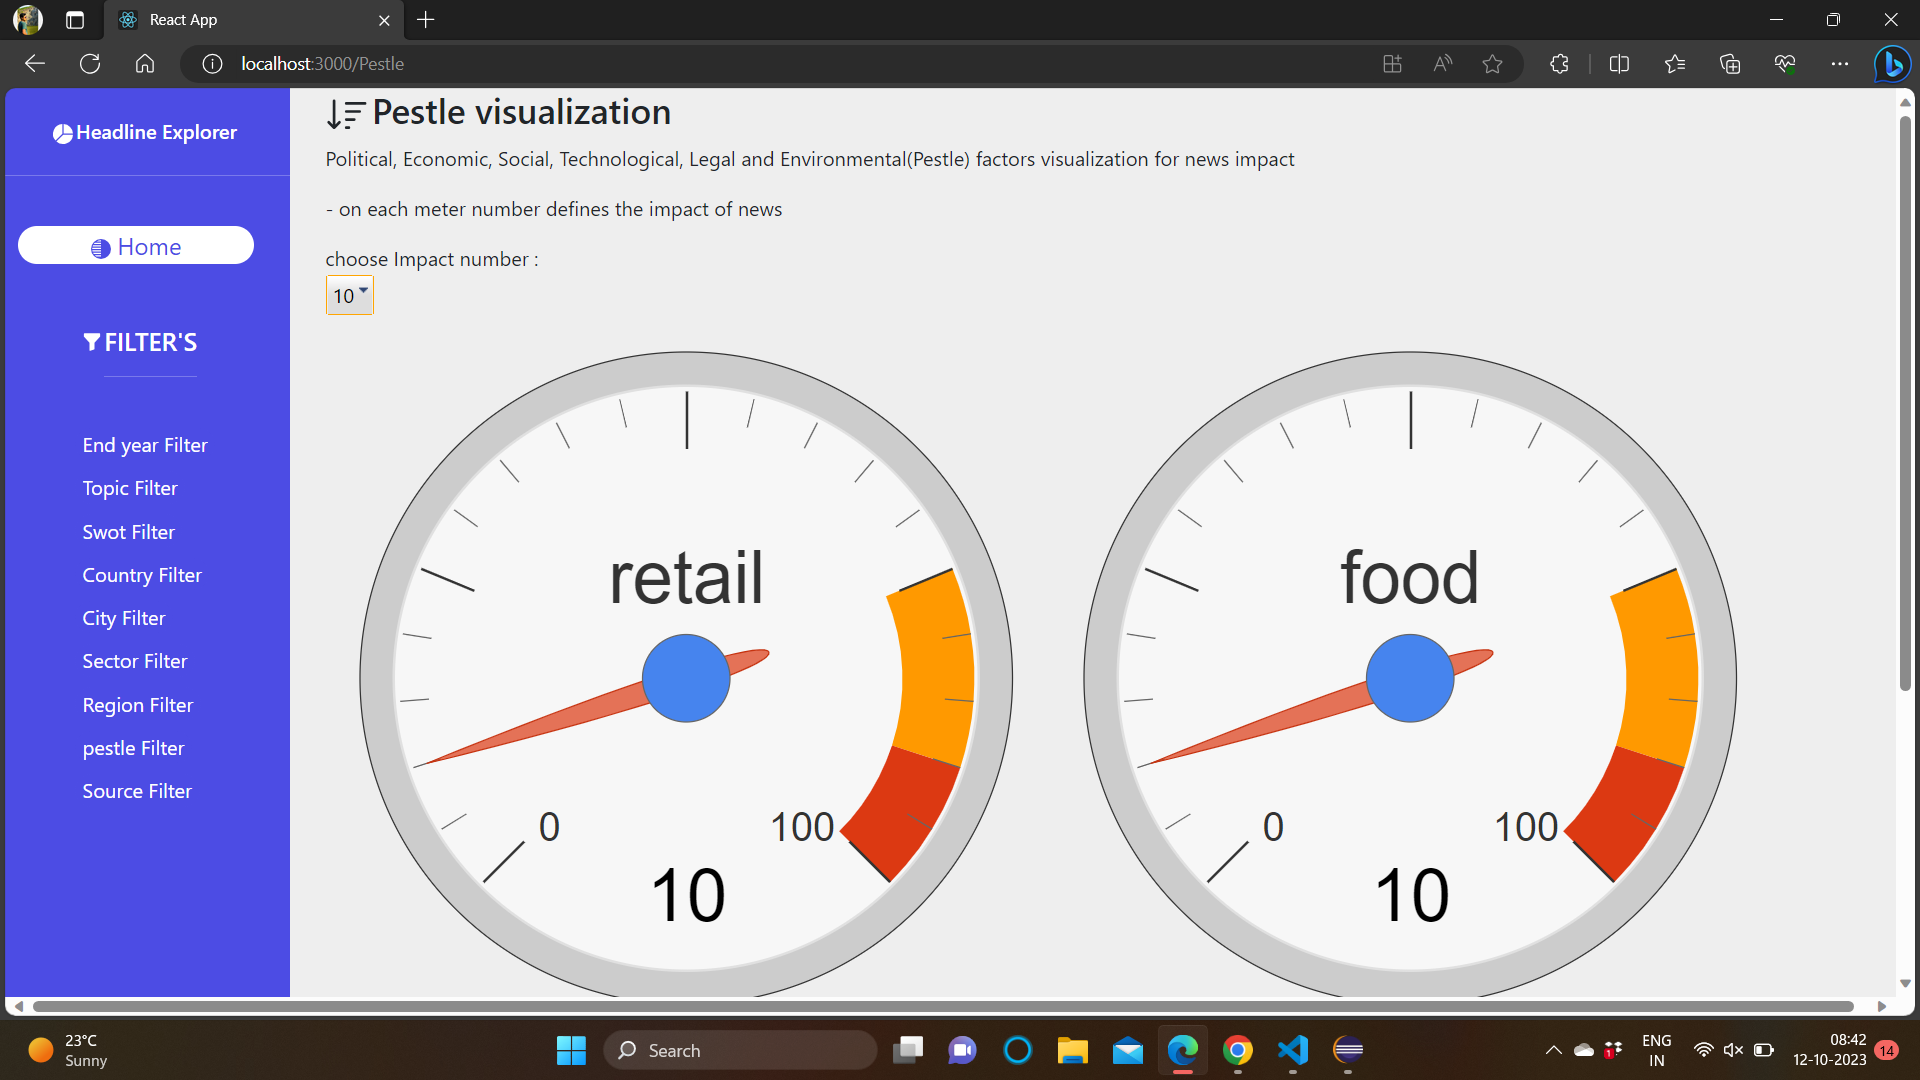 React App
localhost:3000/Pestle
Headline Explorer
Home
FILTER'S
End year Filter
Topic Filter
Swot Filter
Country Filter
City Filter
Sector Filter
Region Filter
pestle Filter
Source Filter
Pestle visualization
Political, Economic, Social, Technological, Legal and Environmental(Pestle) factors visualization for news impact
- on each meter number defines the impact of news
choose Impact number :
10
retail
0
100
10
food
0
100
10
23°C
Sunny
Search
1
ENG
IN
08:42
12-10-2023
14